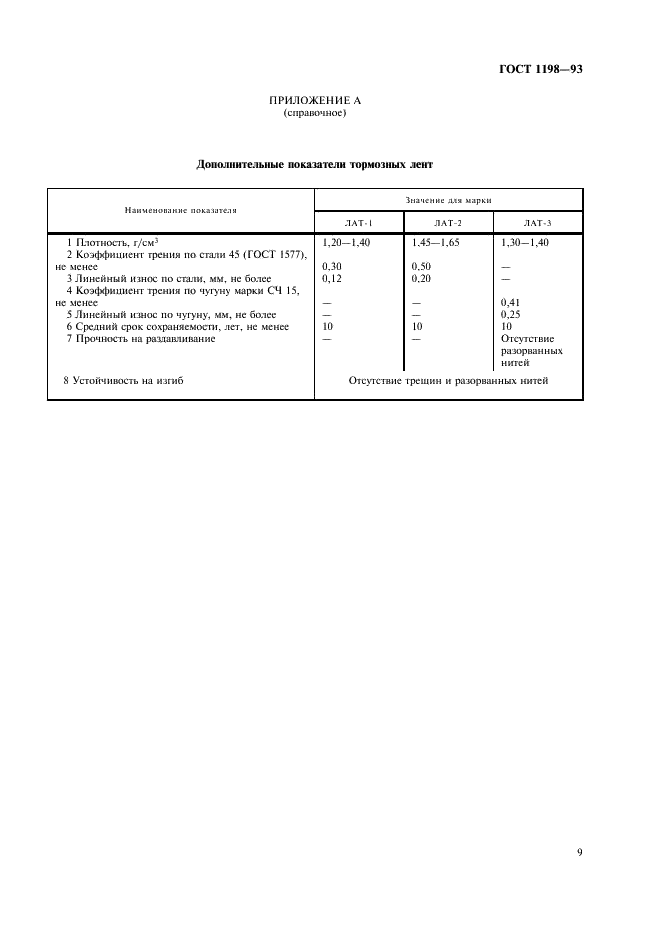 ГОСТ 1198—93
ПРИЛОЖЕНИЕ А
(справочное)
Дополнительные показатели тормозных лент
Наименование показателя
Значение для марки
ЛАТ-1 ЛАТ-2 ЛАТ-3
1 Плотность, г/см³ 1,20—1,40 1,45—1,65 1,30—1,40
2 Коэффициент трения по стали 45 (ГОСТ 1577),
не менее 0,30 0,50 —
3 Линейный износ по стали, мм, не более 0,12 0,20 —
4 Коэффициент трения по чугуну марки СЧ 15,
не менее — — 0,41
5 Линейный износ по чугуну, мм, не более — — 0,25
6 Средний срок сохраняемости, лет, не менее 10 10 10
7 Прочность на раздавливание — — Отсутствие
разорванных
нитей
8 Устойчивость на изгиб Отсутствие трещин и разорванных нитей
9